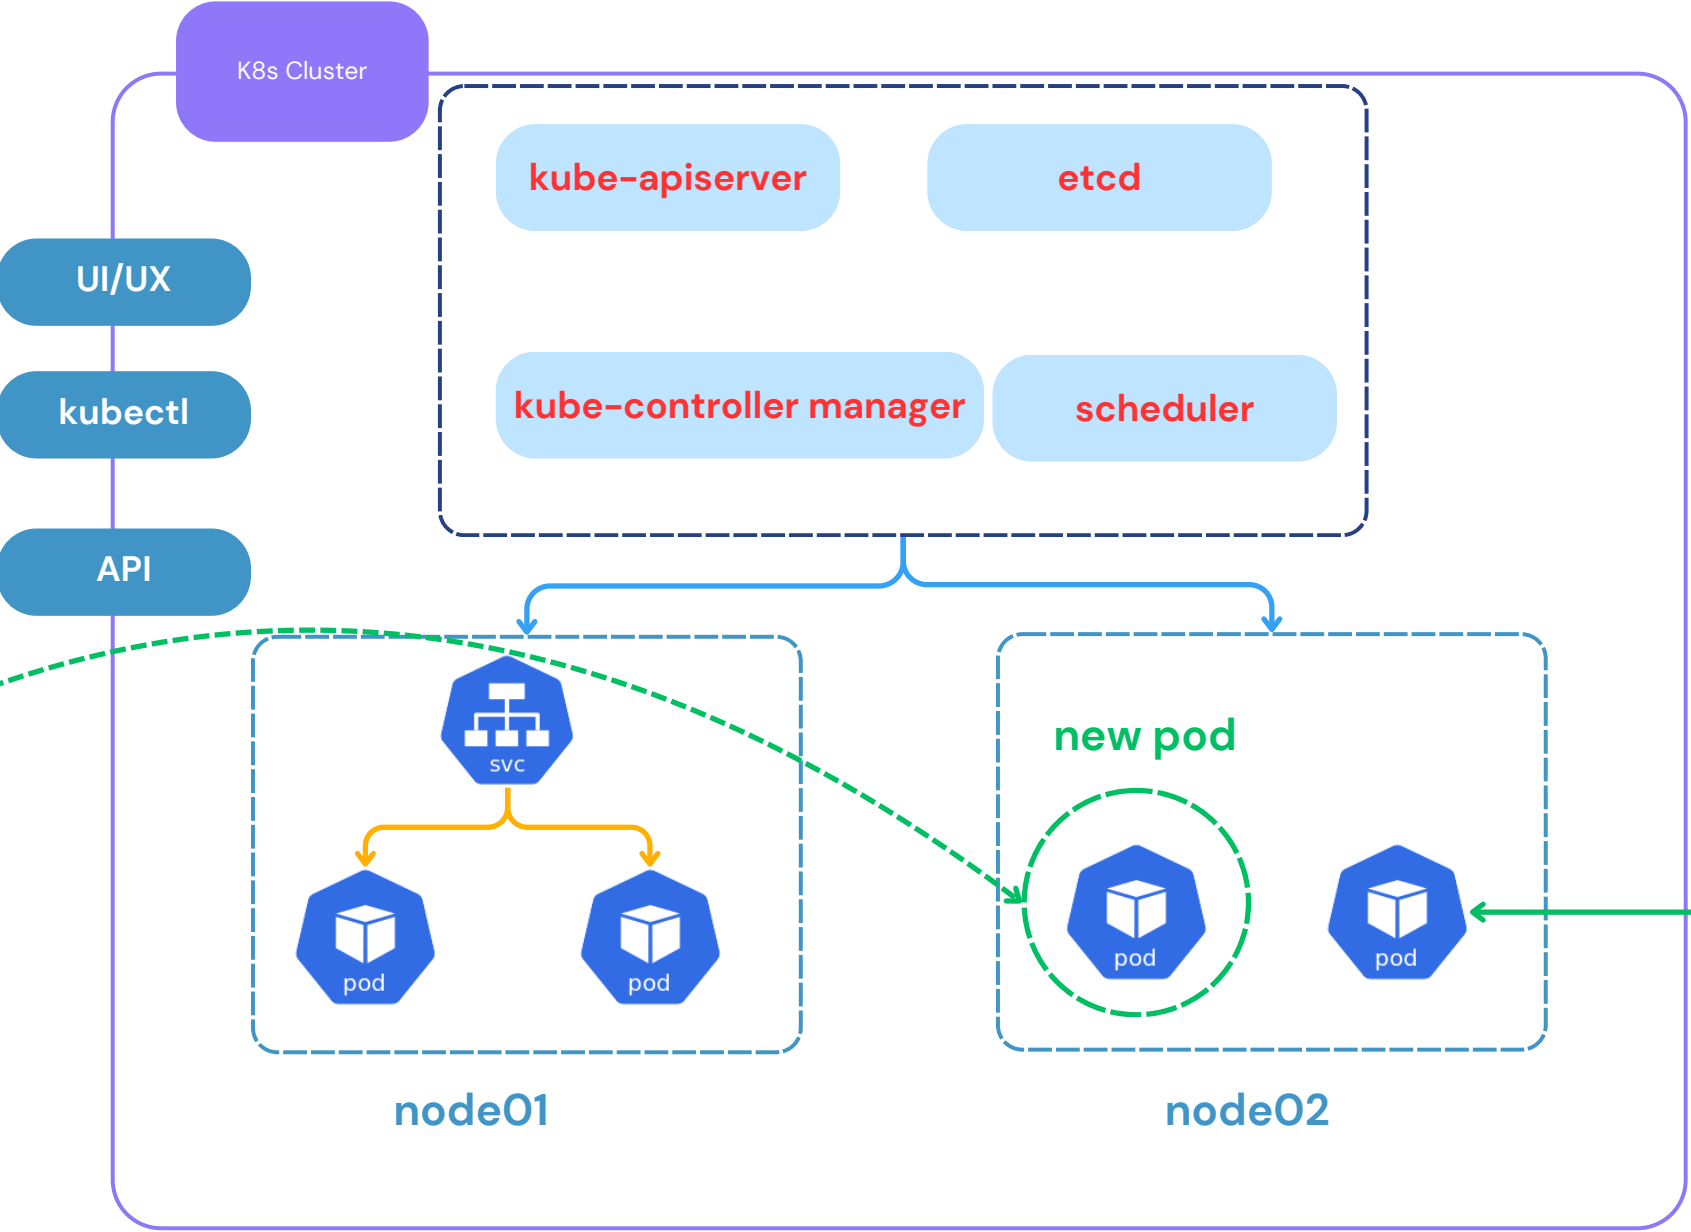 K8s Cluster
kube-apiserver
etcd
UI/UX
kubectl
kube-controller manager
scheduler
API
svc
new pod
pod
pod
pod
pod
node01
node02